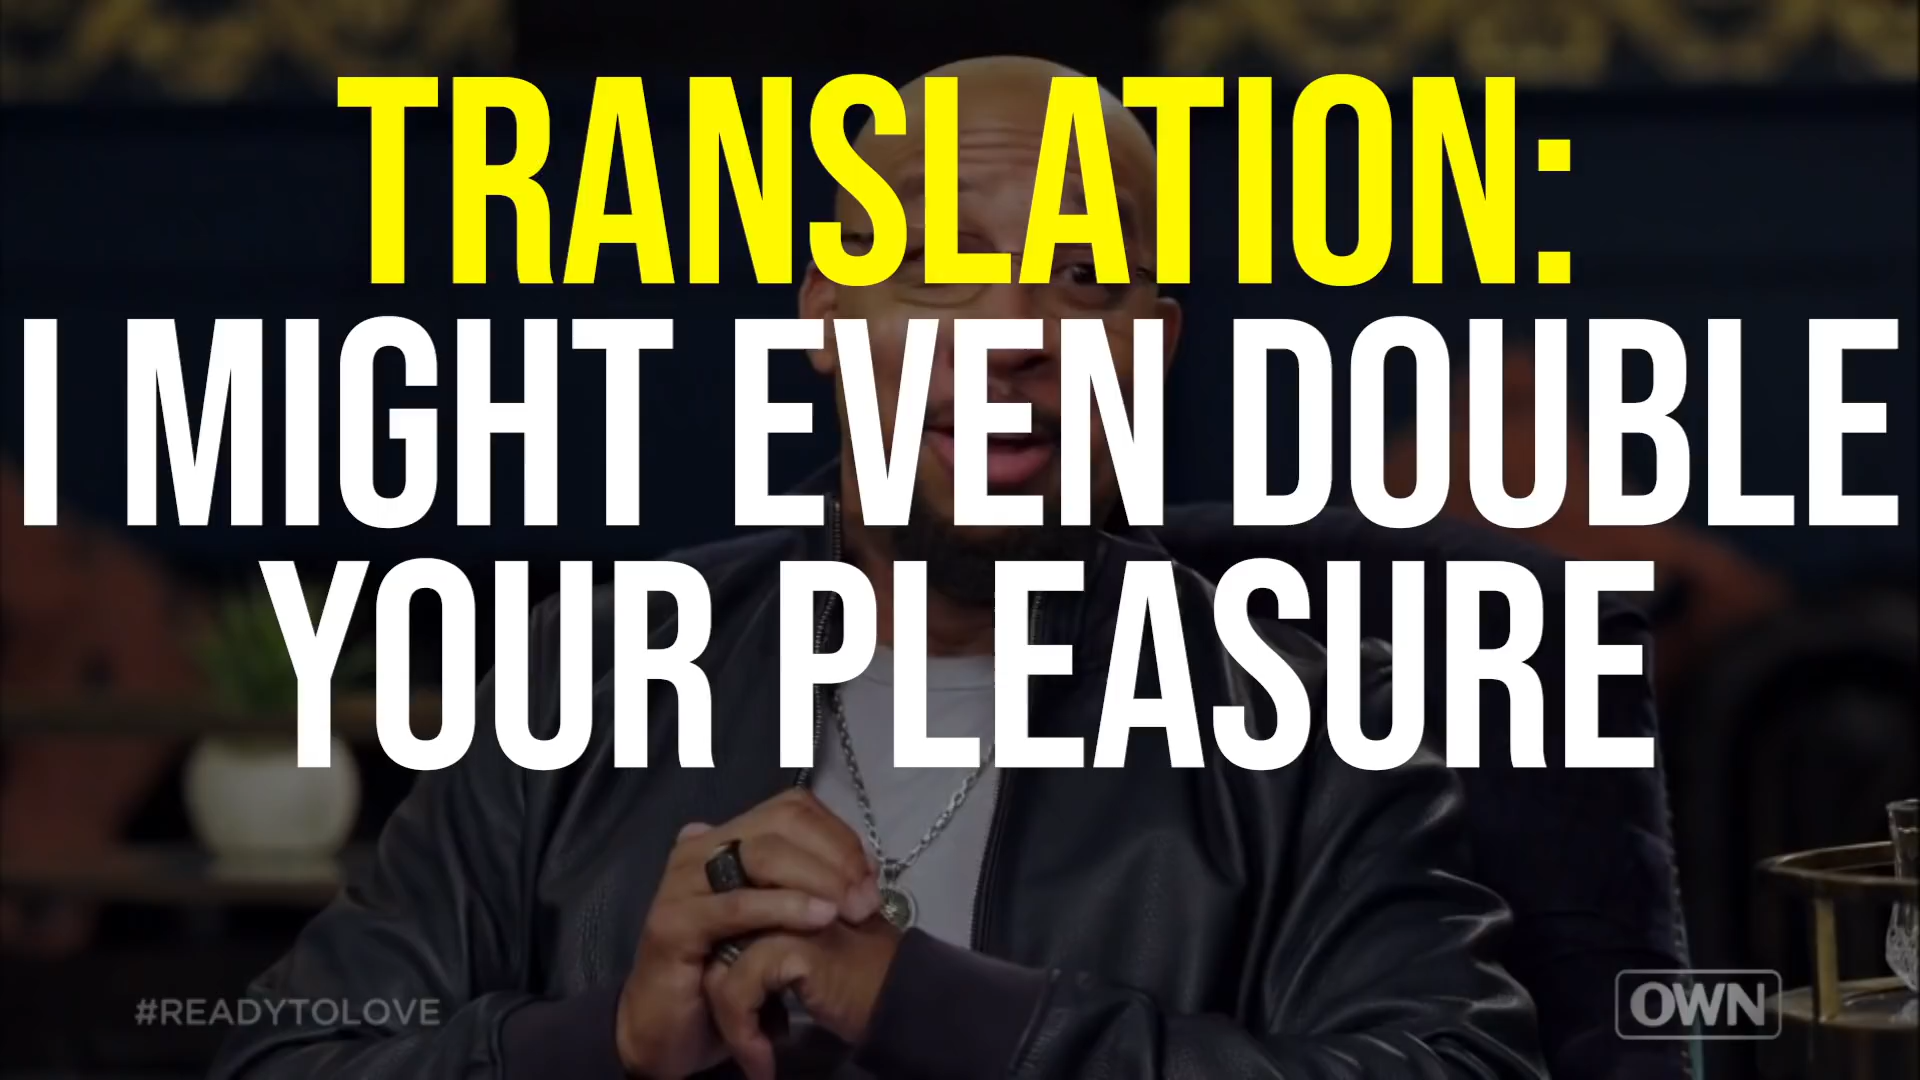 TRANSLATION:
I MIGHT EVEN DOUBLE
YOUR PLEASURE
#READYTOLOVE
OWN